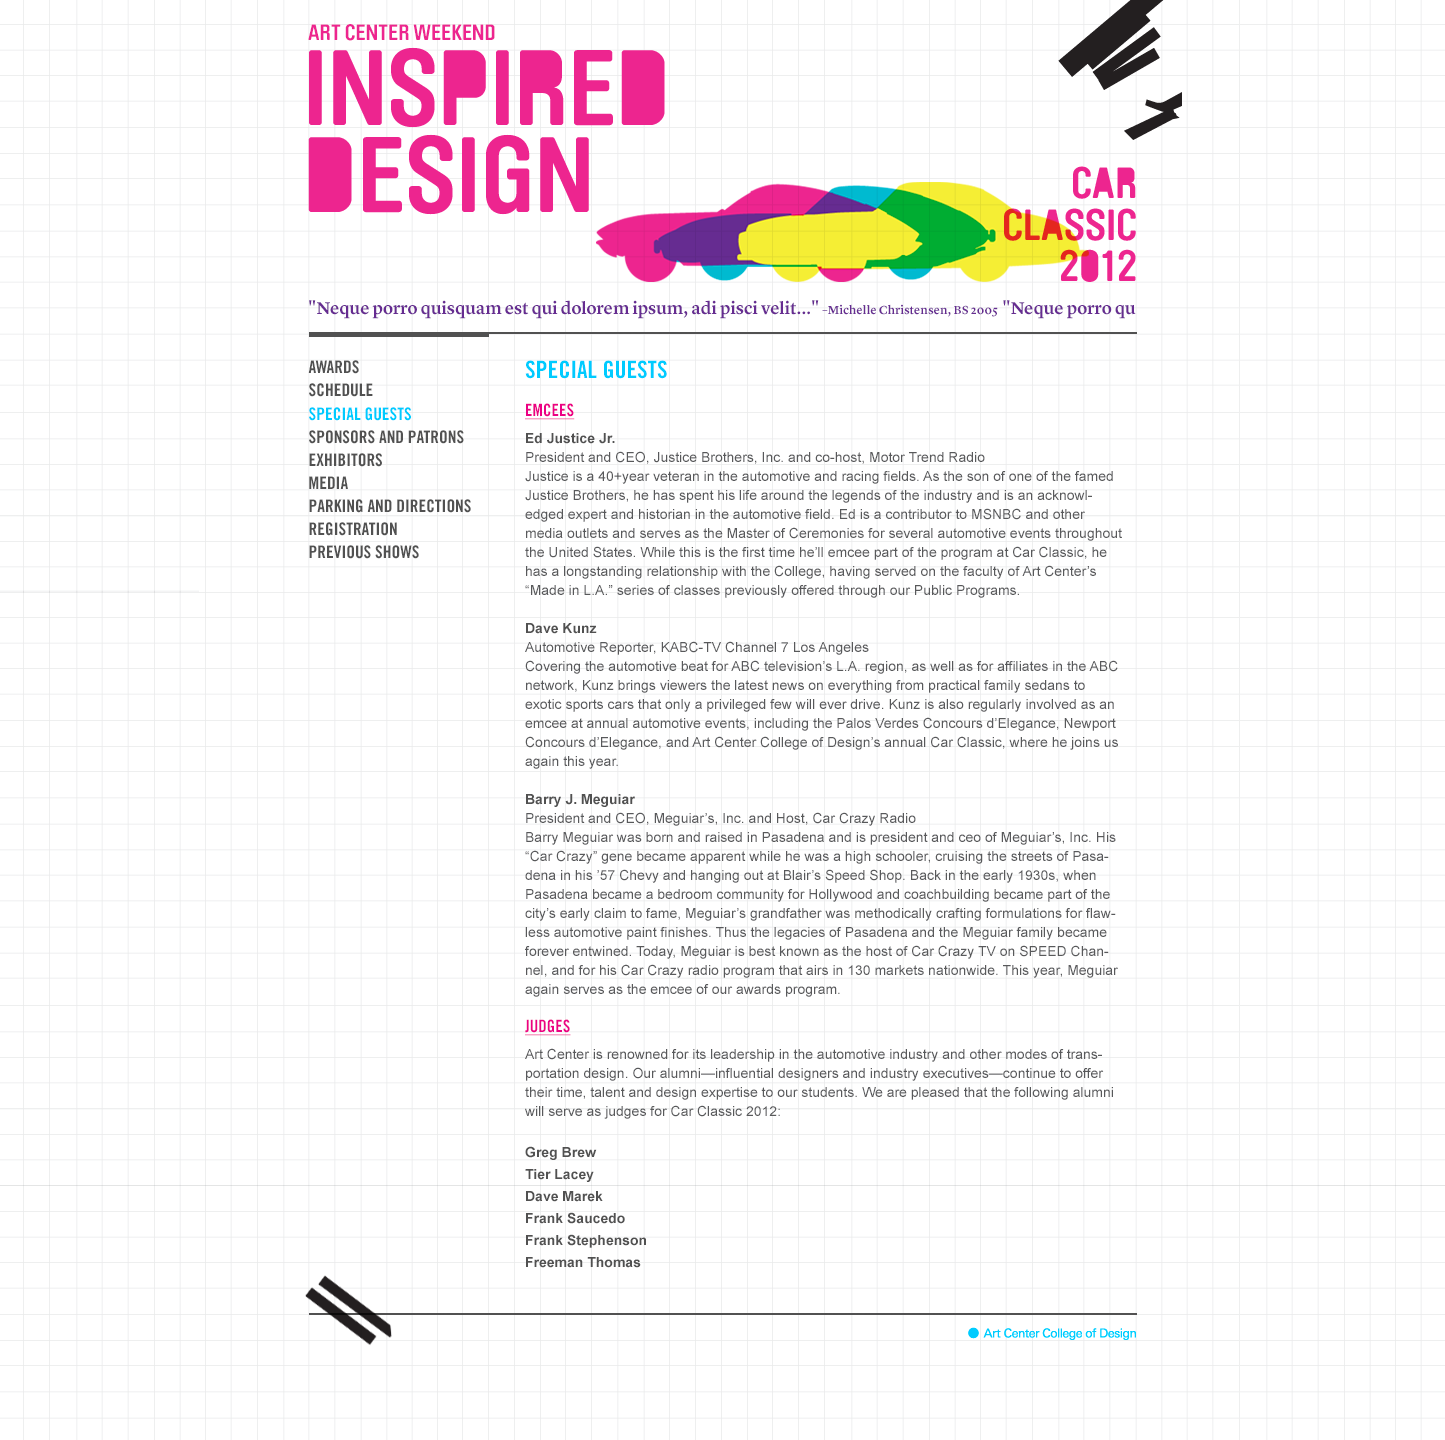 ART CENTER WEEKEND
INSPIRED
DESIGN
CAR
CLASSIC
2012
"Neque porro quisquam est qui dolorem ipsum, adi pisci velit..." –Michelle Christensen, BS 2005 "Neque porro qu
AWARDS
SCHEDULE
SPECIAL GUESTS
SPONSORS AND PATRONS
EXHIBITORS
MEDIA
PARKING AND DIRECTIONS
REGISTRATION
PREVIOUS SHOWS
SPECIAL GUESTS
EMCEES
Ed Justice Jr.
President and CEO, Justice Brothers, Inc. and co-host, Motor Trend Radio
Justice is a 40+year veteran in the automotive and racing fields. As the son of one of the famed
Justice Brothers, he has spent his life around the legends of the industry and is an acknowl-
edged expert and historian in the automotive field. Ed is a contributor to MSNBC and other
media outlets and serves as the Master of Ceremonies for several automotive events throughout
the United States. While this is the first time he’ll emcee part of the program at Car Classic, he
has a longstanding relationship with the College, having served on the faculty of Art Center’s
“Made in L.A.” series of classes previously offered through our Public Programs.
Dave Kunz
Automotive Reporter, KABC-TV Channel 7 Los Angeles
Covering the automotive beat for ABC television’s L.A. region, as well as for affiliates in the ABC
network, Kunz brings viewers the latest news on everything from practical family sedans to
exotic sports cars that only a privileged few will ever drive. Kunz is also regularly involved as an
emcee at annual automotive events, including the Palos Verdes Concours d’Elegance, Newport
Concours d’Elegance, and Art Center College of Design’s annual Car Classic, where he joins us
again this year.
Barry J. Meguiar
President and CEO, Meguiar’s, Inc. and Host, Car Crazy Radio
Barry Meguiar was born and raised in Pasadena and is president and ceo of Meguiar’s, Inc. His
“Car Crazy” gene became apparent while he was a high schooler, cruising the streets of Pasa-
dena in his ’57 Chevy and hanging out at Blair’s Speed Shop. Back in the early 1930s, when
Pasadena became a bedroom community for Hollywood and coachbuilding became part of the
city’s early claim to fame, Meguiar’s grandfather was methodically crafting formulations for flaw-
less automotive paint finishes. Thus the legacies of Pasadena and the Meguiar family became
forever entwined. Today, Meguiar is best known as the host of Car Crazy TV on SPEED Chan-
nel, and for his Car Crazy radio program that airs in 130 markets nationwide. This year, Meguiar
again serves as the emcee of our awards program.
JUDGES
Art Center is renowned for its leadership in the automotive industry and other modes of trans-
portation design. Our alumni—influential designers and industry executives—continue to offer
their time, talent and design expertise to our students. We are pleased that the following alumni
will serve as judges for Car Classic 2012:
Greg Brew
Tier Lacey
Dave Marek
Frank Saucedo
Frank Stephenson
Freeman Thomas
Art Center College of Design